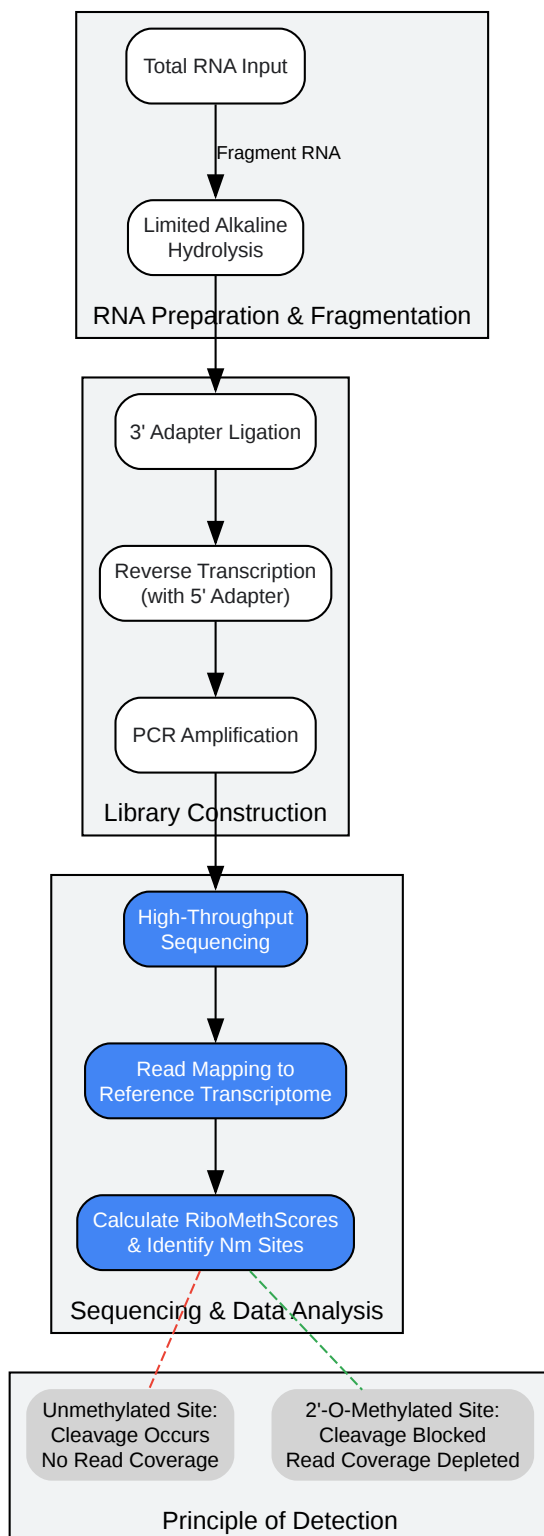 Total RNA Input
Fragment RNA
Limited Alkaline
Hydrolysis
RNA Preparation & Fragmentation
3' Adapter Ligation
Reverse Transcription
(with 5' Adapter)
PCR Amplification
Library Construction
High-Throughput
Sequencing
Read Mapping to
Reference Transcriptome
Calculate RiboMethScores
& Identify Nm Sites
Sequencing & Data Analysis
Unmethylated Site:
Cleavage Occurs
No Read Coverage
2'-O-Methylated Site:
Cleavage Blocked
Read Coverage Depleted
Principle of Detection